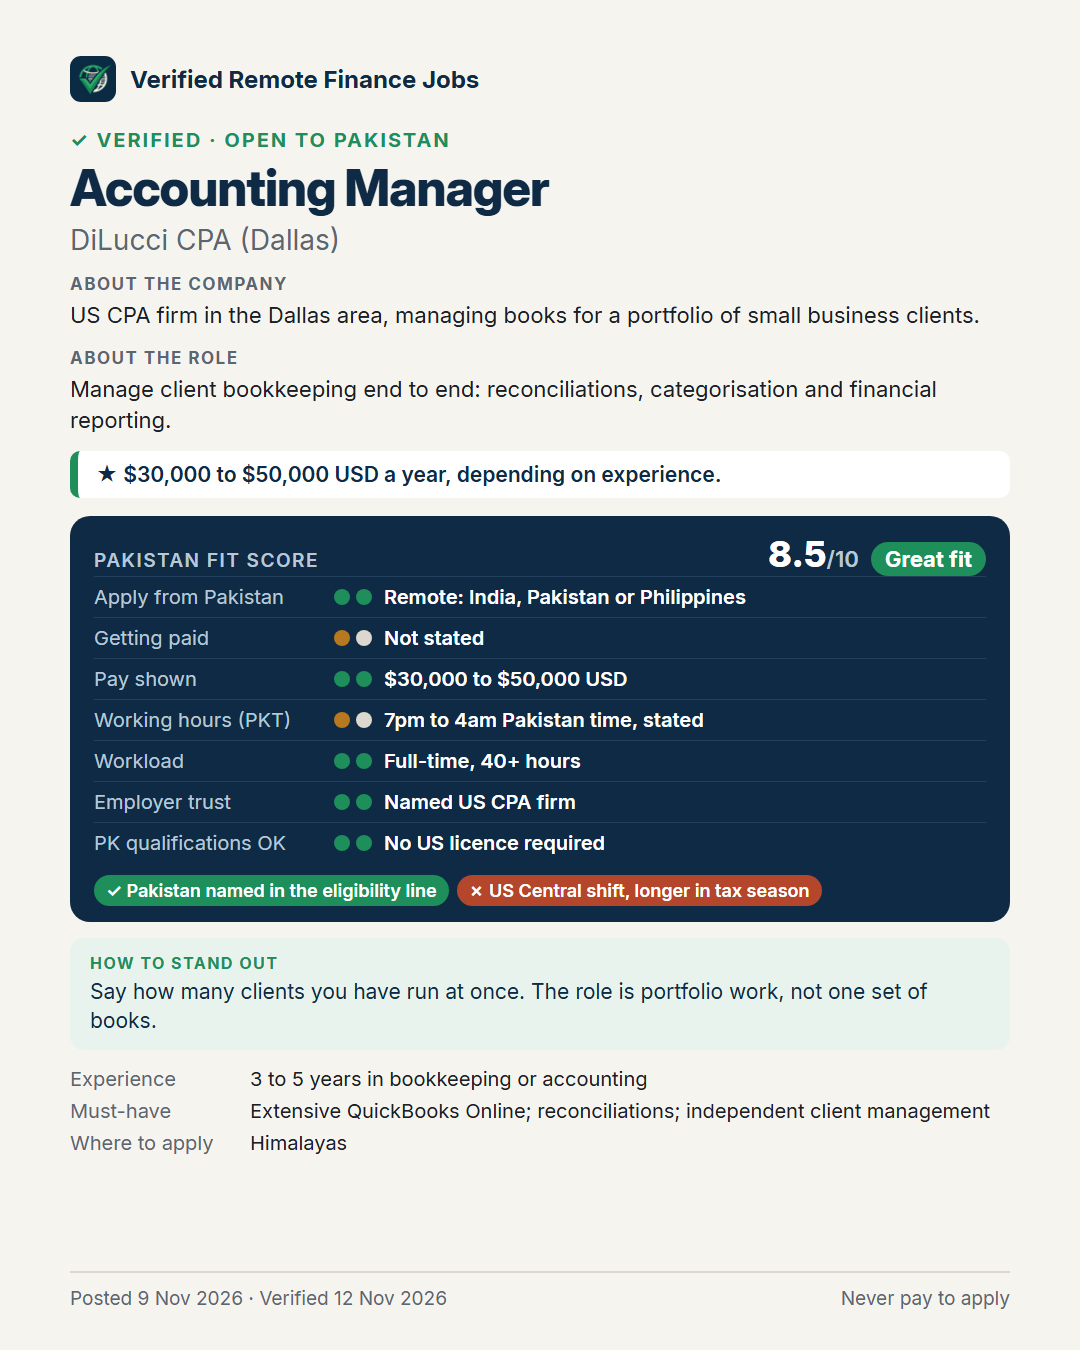 Verified Remote Finance Jobs
✓ VERIFIED · OPEN TO PAKISTAN
Accounting Manager
DiLucci CPA (Dallas)
ABOUT THE COMPANY
US CPA firm in the Dallas area, managing books for a portfolio of small business clients.
ABOUT THE ROLE
Manage client bookkeeping end to end: reconciliations, categorisation and financial
reporting.
★ $30,000 to $50,000 USD a year, depending on experience.
PAKISTAN FIT SCORE 8.5/10 Great fit
Apply from Pakistan Remote: India, Pakistan or Philippines
Getting paid Not stated
Pay shown $30,000 to $50,000 USD
Working hours (PKT) 7pm to 4am Pakistan time, stated
Workload Full-time, 40+ hours
Employer trust Named US CPA firm
PK qualifications OK No US licence required
✓ Pakistan named in the eligibility line × US Central shift, longer in tax season
HOW TO STAND OUT
Say how many clients you have run at once. The role is portfolio work, not one set of
books.
Experience 3 to 5 years in bookkeeping or accounting
Must-have Extensive QuickBooks Online; reconciliations; independent client management
Where to apply Himalayas
Posted 9 Nov 2026 · Verified 12 Nov 2026 Never pay to apply